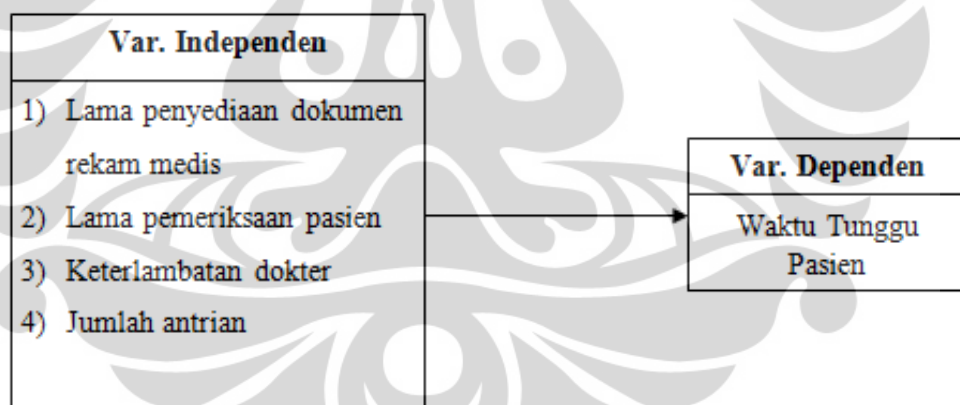 Var. Independen
1) Lama penyediaan dokumen
rekam medis
2) Lama pemeriksaan pasien
3) Keterlambatan dokter
4) Jumlah antrian
Var. Dependen
Waktu Tunggu
Pasien